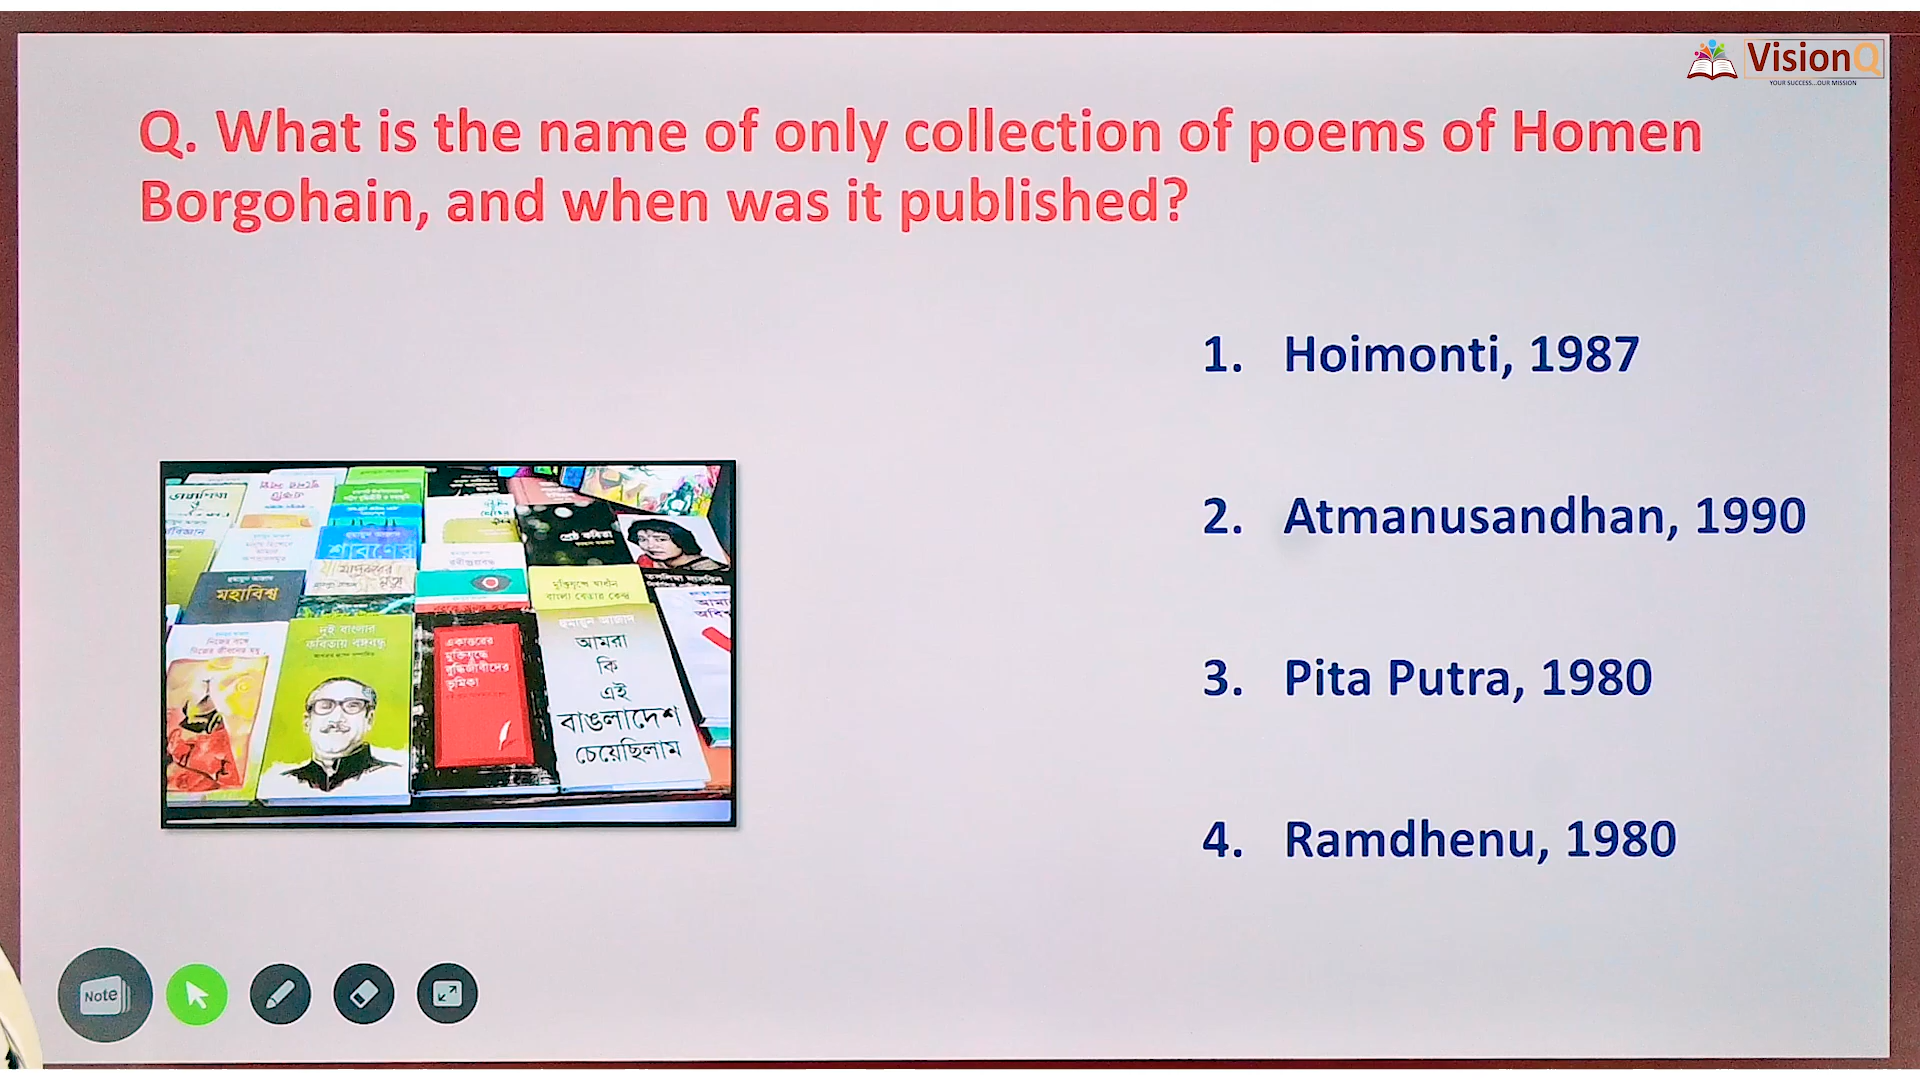 VisionQ
YOUR SUCCESS...OUR MISSION
Q. What is the name of only collection of poems of Homen
Borgohain, and when was it published?
1. Hoimonti, 1987
2. Atmanusandhan, 1990
3. Pita Putra, 1980
4. Ramdhenu, 1980
শ্রাবণের
শ্রেষ্ঠ কবিতা
মহাবিশ্ব
মুক্তিযুদ্ধে স্বাধীন
বাংলা বেতার কেন্দ্র
দুই বাংলার
কবিতায় বঙ্গবন্ধু
একাত্তরের
মুক্তিযুদ্ধে
বুদ্ধিজীবীদের
ভূমিকা
হুমায়ুন আজাদ
আমরা
কি
এই
বাঙলাদেশ
চেয়েছিলাম
Note